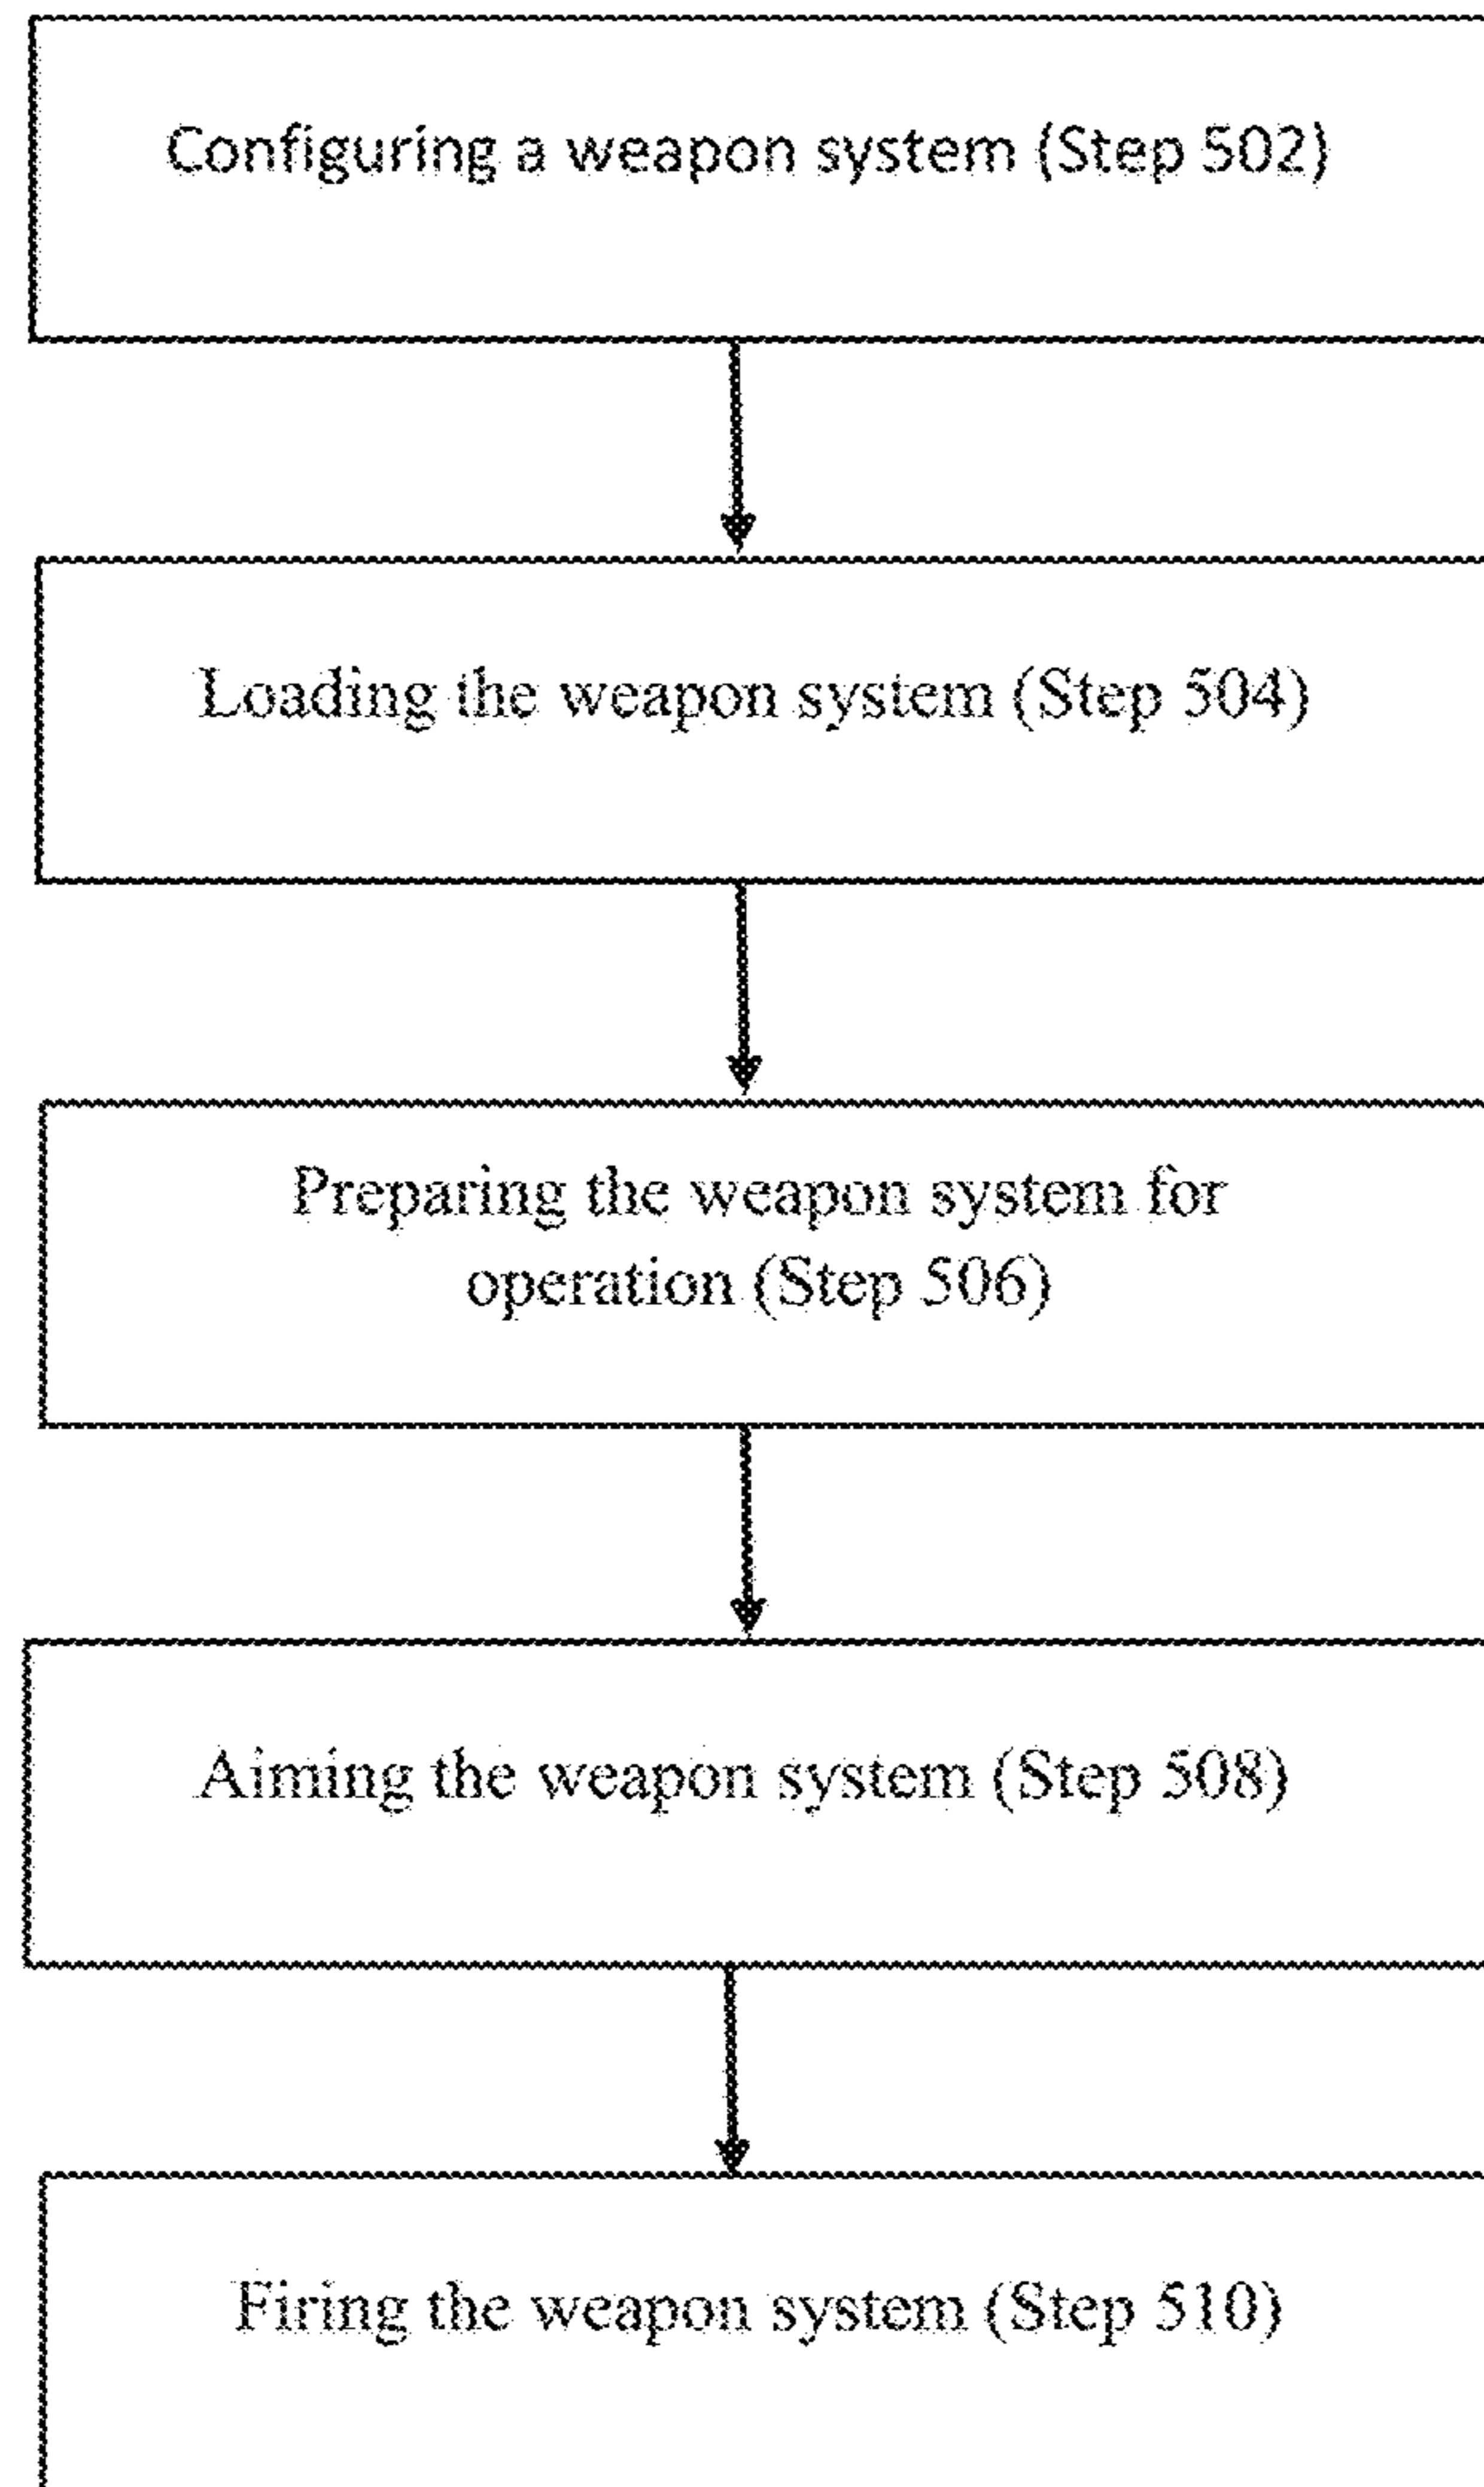 Configuring a weapon system (Step 502)
Loading the weapon system (Step 504)
Preparing the weapon system for
operation (Step 506)
Aiming the weapon system (Step 508)
Firing the weapon system (Step 510)